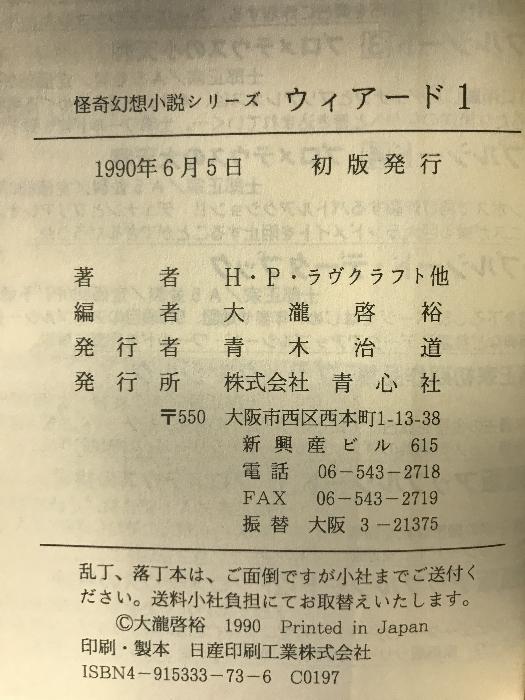 怪奇幻想小説シリーズ ウィアード1
1990年6月5日 初版発行
著者 H・P・ラヴクラフト他
編者 大瀧啓裕
発行者 青木治道
発行所 株式会社 青心社
〒550 大阪市西区西本町1-13-38
新興産ビル 615
電話 06-543-2718
FAX 06-543-2719
振替 大阪 3-21375
乱丁、落丁本は、ご面倒ですが小社までご送付く
ださい。送料小社負担にてお取替えいたします。
©大瀧啓裕 1990 Printed in Japan
印刷・製本 日産印刷工業株式会社
ISBN4-915333-73-6 C0197